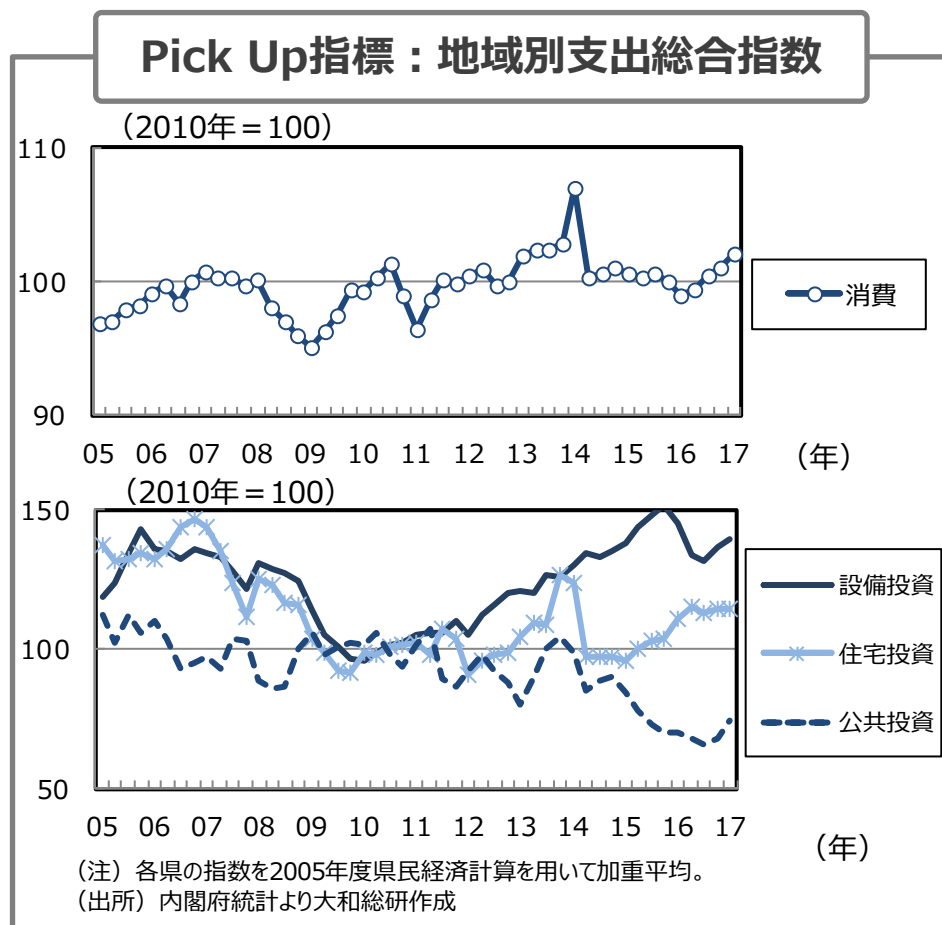 Pick Up指標：地域別支出総合指数
（2010年＝100）
110
100
90
05 06 07 08 09 10 11 12 13 14 15 16 17
（年）
消費
（2010年＝100）
150
100
50
05 06 07 08 09 10 11 12 13 14 15 16 17
（年）
設備投資
住宅投資
公共投資
（注）各県の指数を2005年度県民経済計算を用いて加重平均。
（出所）内閣府統計より大和総研作成